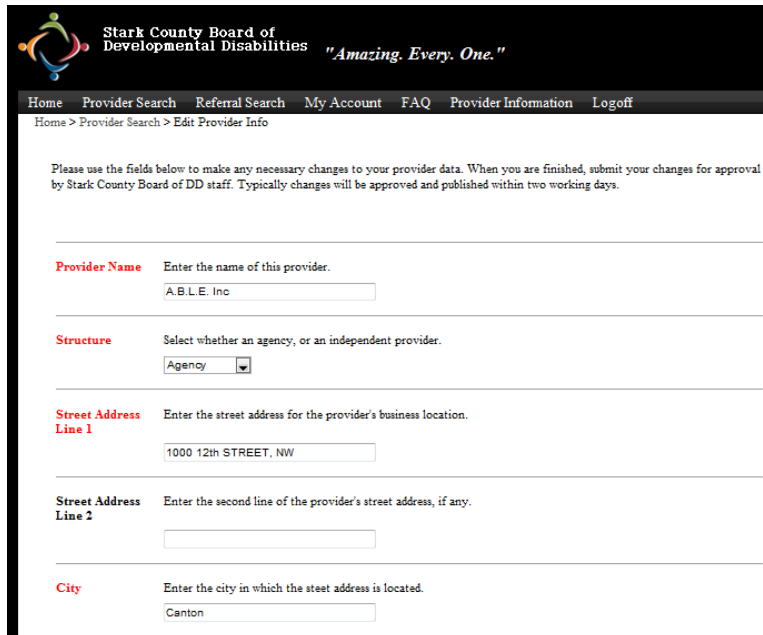 Stark County Board of
Developmental Disabilities
"Amazing. Every. One."
Home Provider Search Referral Search My Account FAQ Provider Information Logoff
Home > Provider Search > Edit Provider Info
Please use the fields below to make any necessary changes to your provider data. When you are finished, submit your changes for approval
by Stark County Board of DD staff. Typically changes will be approved and published within two working days.
Provider Name Enter the name of this provider.
A.B.L.E. Inc
Structure Select whether an agency, or an independent provider.
Agency
Street Address Enter the street address for the provider's business location.
Line 1
1000 12th STREET, NW
Street Address Enter the second line of the provider's street address, if any.
Line 2
City Enter the city in which the steet address is located.
Canton